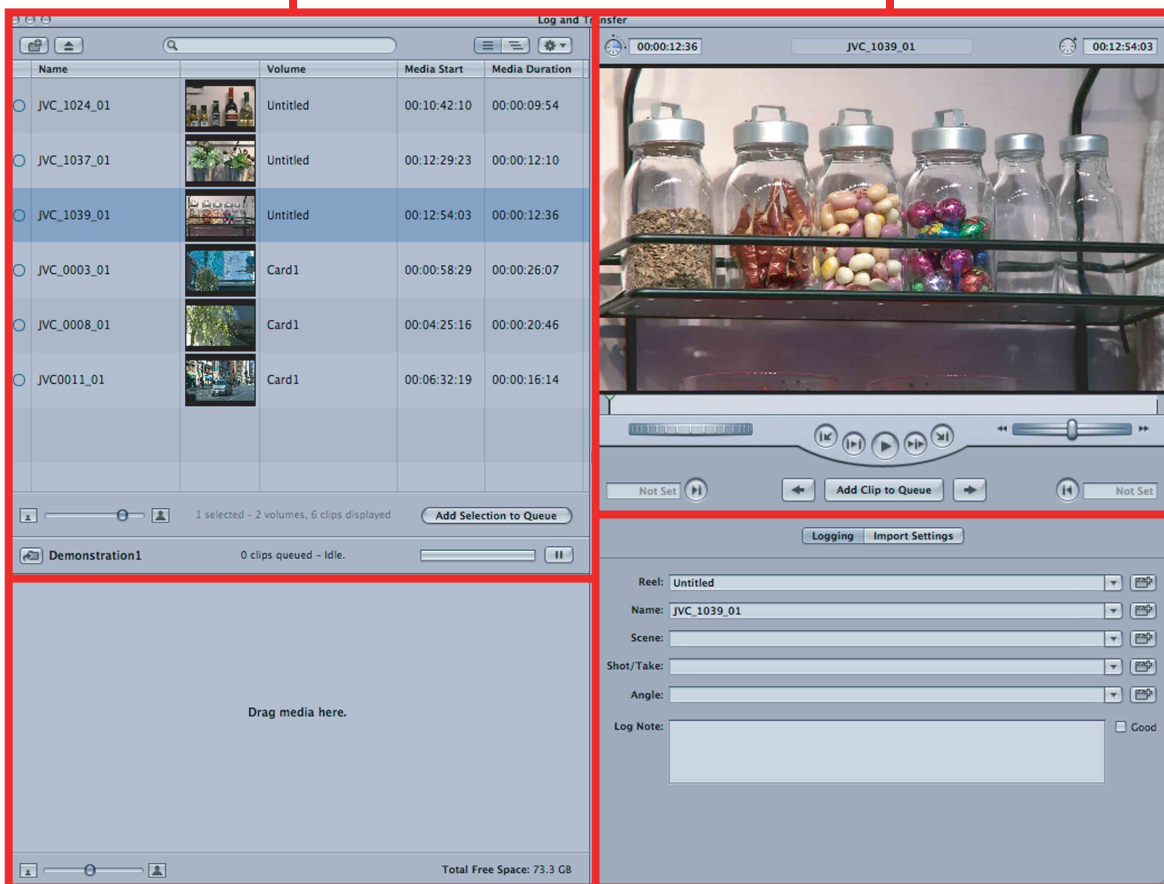 Log and Transfer
Name Volume Media Start Media Duration
JVC_1024_01 Untitled 00:10:42:10 00:00:09:54
JVC_1037_01 Untitled 00:12:29:23 00:00:12:10
JVC_1039_01 Untitled 00:12:54:03 00:00:12:36
JVC_0003_01 Card1 00:00:58:29 00:00:26:07
JVC_0008_01 Card1 00:04:25:16 00:00:20:46
JVC0011_01 Card1 00:06:32:19 00:00:16:14
1 selected – 2 volumes, 6 clips displayed Add Selection to Queue
Demonstration1 0 clips queued – Idle.
Drag media here.
Total Free Space: 73.3 GB
00:00:12:36 JVC_1039_01 00:12:54:03
Not Set Add Clip to Queue Not Set
Logging Import Settings
Reel: Untitled
Name: JVC_1039_01
Scene:
Shot/Take:
Angle:
Log Note: Good